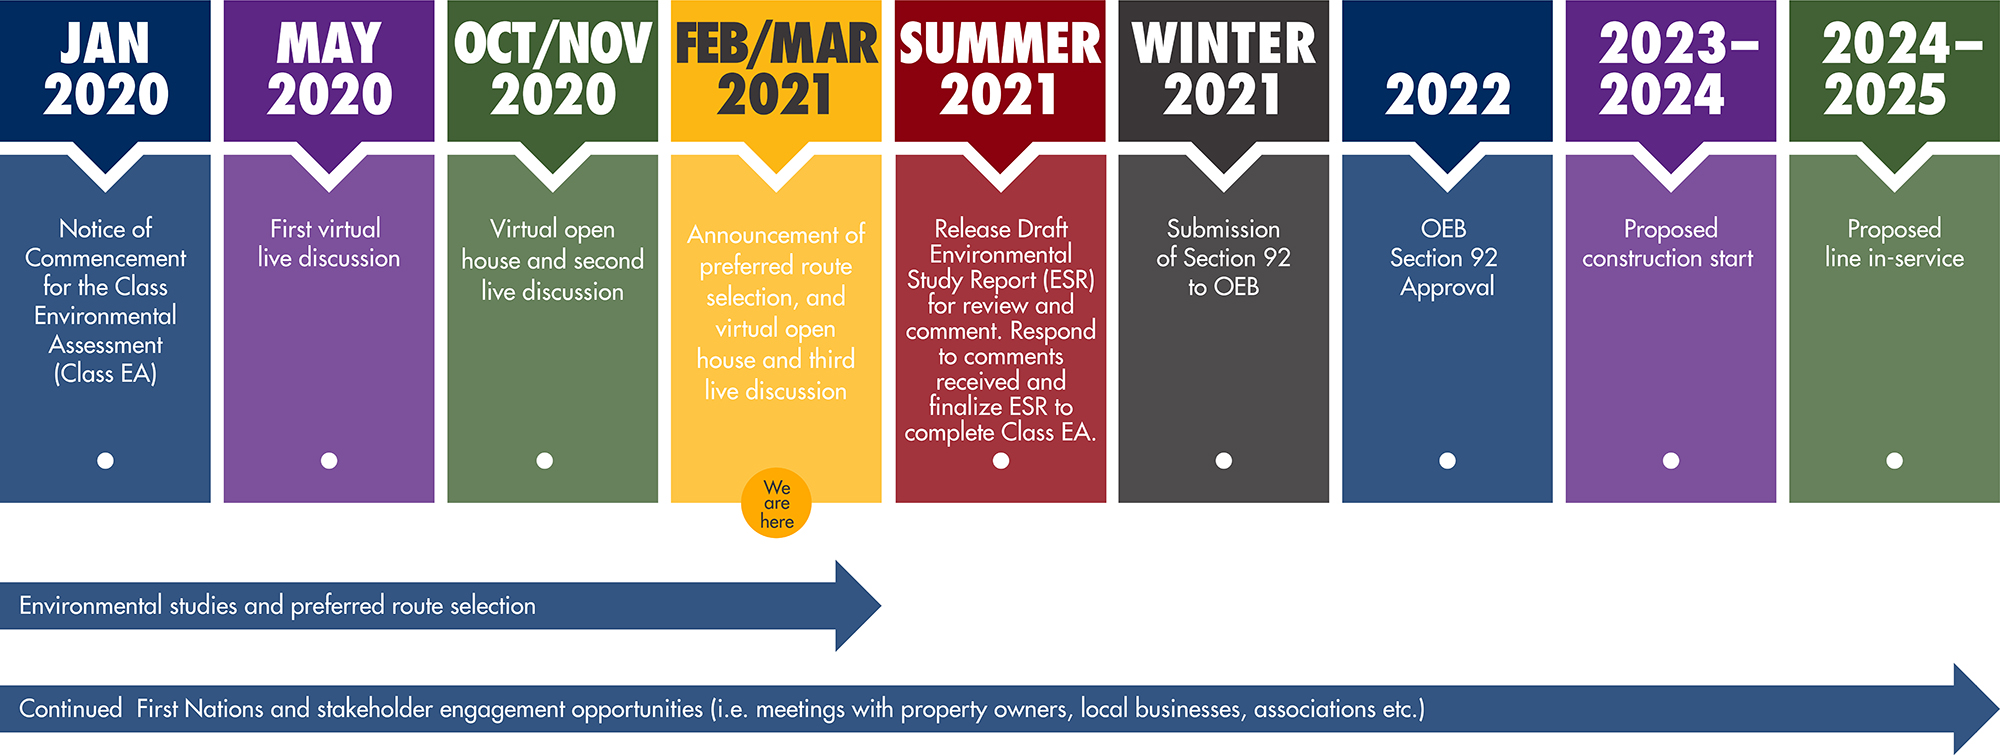 JAN
2020
Notice of
Commencement
for the Class
Environmental
Assessment
(Class EA)
MAY
2020
First virtual
live discussion
OCT/NOV
2020
Virtual open
house and second
live discussion
FEB/MAR
2021
Announcement of
preferred route
selection, and
virtual open
house and third
live discussion
We
are
here
SUMMER
2021
Release Draft
Environmental
Study Report (ESR)
for review and
comment. Respond
to comments
received and
finalize ESR to
complete Class EA.
WINTER
2021
Submission
of Section 92
to OEB
2022
OEB
Section 92
Approval
2023–
2024
Proposed
construction start
2024–
2025
Proposed
line in-service
Environmental studies and preferred route selection
Continued  First Nations and stakeholder engagement opportunities (i.e. meetings with property owners, local businesses, associations etc.)